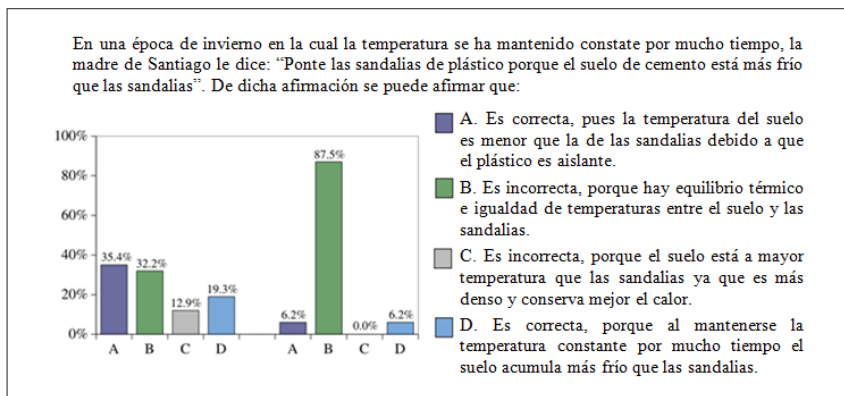 En una época de invierno en la cual la temperatura se ha mantenido constate por mucho tiempo, la
madre de Santiago le dice: “Ponte las sandalias de plástico porque el suelo de cemento está más frío
que las sandalias”. De dicha afirmación se puede afirmar que:
100%
80%
60%
40%
20%
0%
35.4%
32.2%
12.9%
19.3%
6.2%
87.5%
0.0%
6.2%
A B C D A B C D
A. Es correcta, pues la temperatura del suelo
es menor que la de las sandalias debido a que
el plástico es aislante.
B. Es incorrecta, porque hay equilibrio térmico
e igualdad de temperaturas entre el suelo y las
sandalias.
C. Es incorrecta, porque el suelo está a mayor
temperatura que las sandalias ya que es más
denso y conserva mejor el calor.
D. Es correcta, porque al mantenerse la
temperatura constante por mucho tiempo el
suelo acumula más frío que las sandalias.